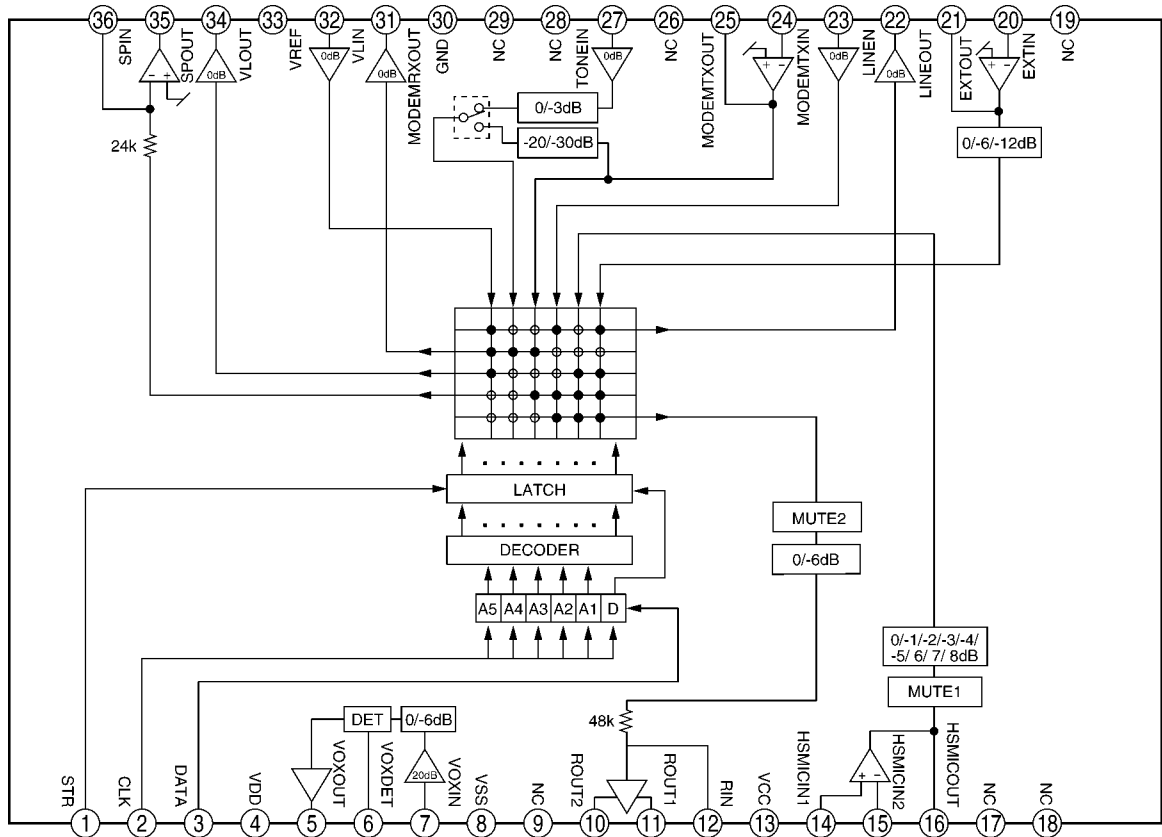 36 35 34 33 32 31 30 29 28 27 26 25 24 23 22 21 20 19
SPIN
SPOUT
VLOUT
VREF
VLIN
MODEMRXOUT
GND
NC
NC
TONEIN
NC
MODEMTXOUT
MODEMTXIN
LINEN
LINEOUT
EXTOUT
EXTIN
NC
- +
0dB
0dB
0dB
0dB
+ -
0dB
0dB
+ -
24k
0/-3dB
-20/-30dB
0/-6/-12dB
LATCH
DECODER
A5 A4 A3 A2 A1 D
MUTE2
0/-6dB
0/-1/-2/-3/-4/
-5/ 6/ 7/ 8dB
MUTE1
48k
DET
0/-6dB
20dB
+ -
STR
CLK
DATA
VDD
VOXOUT
VOXDET
VOXIN
VSS
NC
ROUT2
ROUT1
RIN
VCC
HSMICIN1
HSMICIN2
HSMICOUT
NC
NC
1 2 3 4 5 6 7 8 9 10 11 12 13 14 15 16 17 18